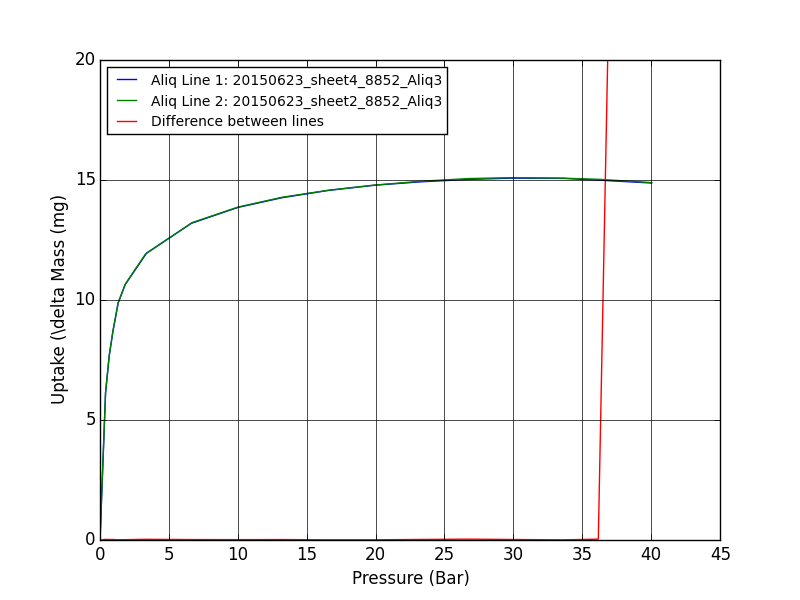 20
Aliq Line 1: 20150623_sheet4_8852_Aliq3
Aliq Line 2: 20150623_sheet2_8852_Aliq3
Difference between lines
15
10
5
0
Uptake (\delta Mass (mg)
0 5 10 15 20 25 30 35 40 45
Pressure (Bar)